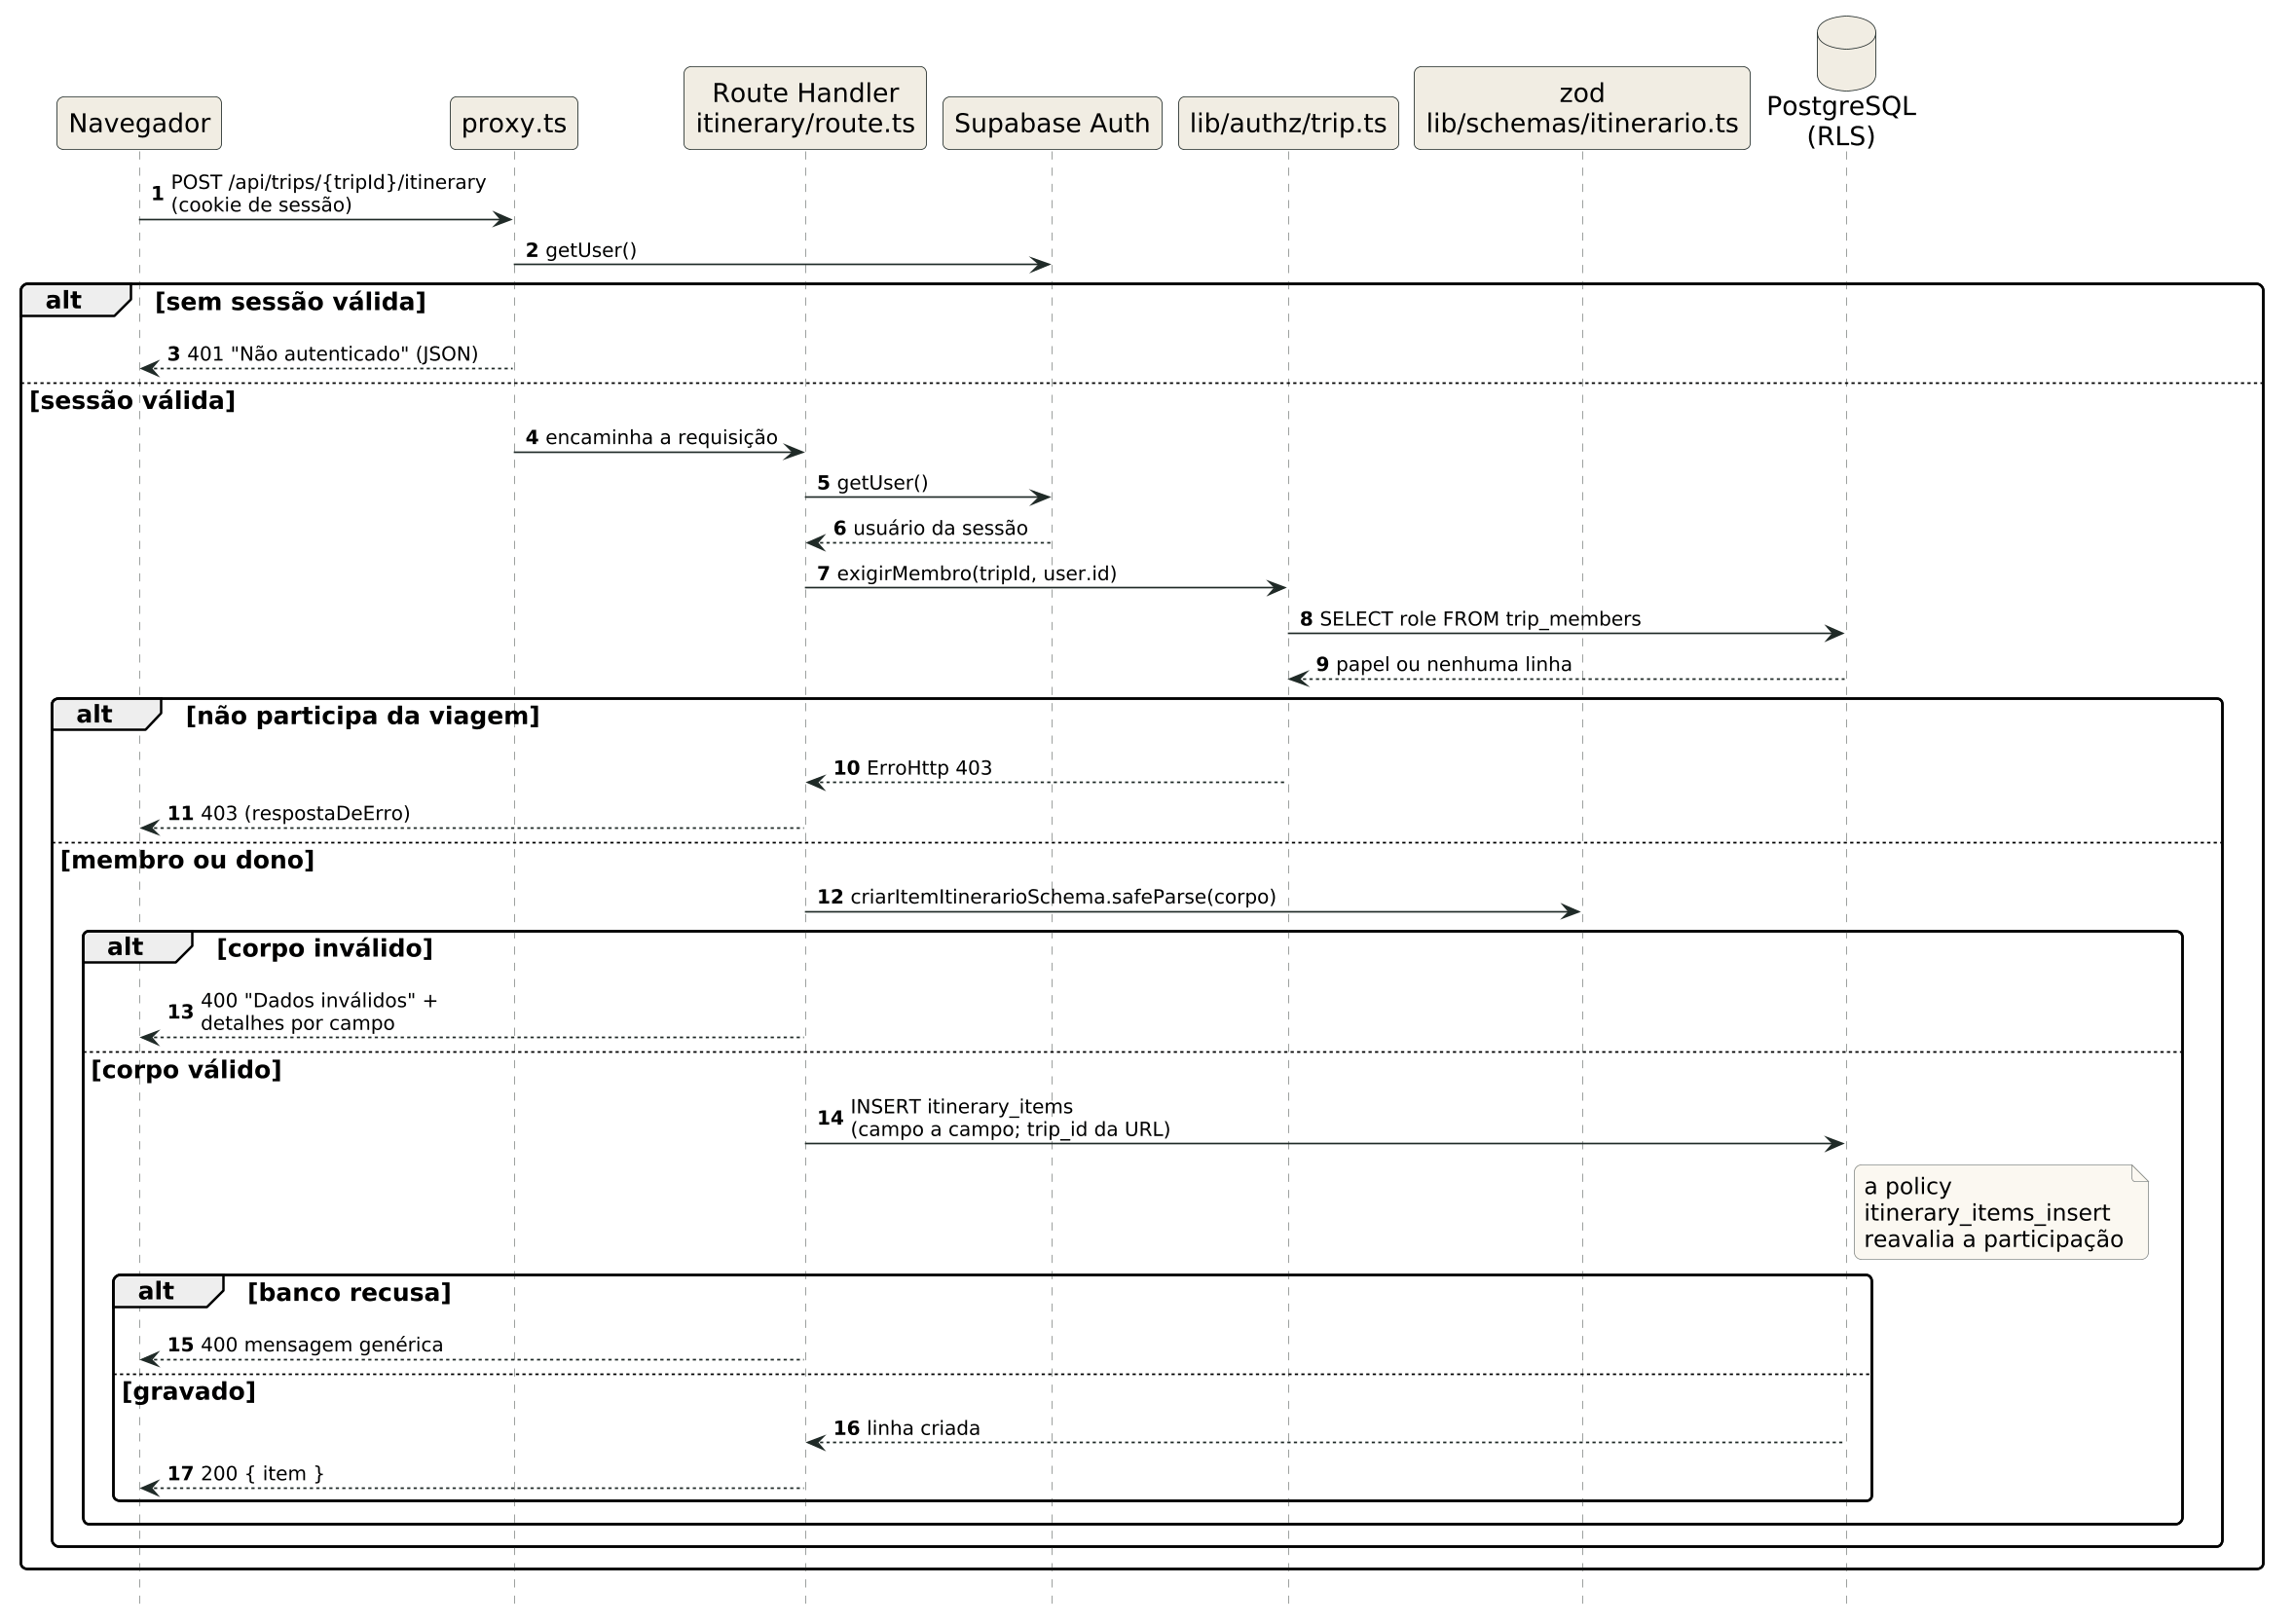 Navegador
proxy.ts
Route Handler
itinerary/route.ts
Supabase Auth
lib/authz/trip.ts
zod
lib/schemas/itinerario.ts
PostgreSQL
(RLS)
1 POST /api/trips/{tripId}/itinerary
(cookie de sessão)
2 getUser()
alt [sem sessão válida]
3 401 "Não autenticado" (JSON)
[sessão válida]
4 encaminha a requisição
5 getUser()
6 usuário da sessão
7 exigirMembro(tripId, user.id)
8 SELECT role FROM trip_members
9 papel ou nenhuma linha
alt [não participa da viagem]
10 ErroHttp 403
11 403 (respostaDeErro)
[membro ou dono]
12 criarItemItinerarioSchema.safeParse(corpo)
alt [corpo inválido]
13 400 "Dados inválidos" +
detalhes por campo
[corpo válido]
14 INSERT itinerary_items
(campo a campo; trip_id da URL)
a policy
itinerary_items_insert
reavalia a participação
alt [banco recusa]
15 400 mensagem genérica
[gravado]
16 linha criada
17 200 { item }